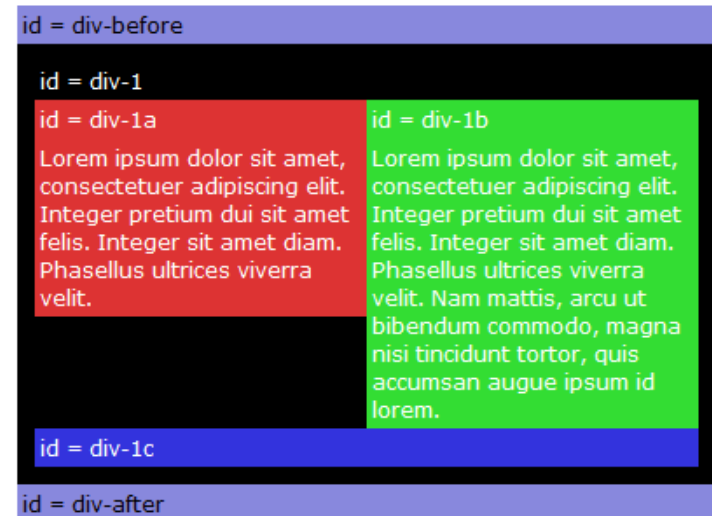 id = div-before
id = div-1
id = div-1a
Lorem ipsum dolor sit amet,
consectetuer adipiscing elit.
Integer pretium dui sit amet
felis. Integer sit amet diam.
Phasellus ultrices viverra
velit.
id = div-1b
Lorem ipsum dolor sit amet,
consectetuer adipiscing elit.
Integer pretium dui sit amet
felis. Integer sit amet diam.
Phasellus ultrices viverra
velit. Nam mattis, arcu ut
bibendum commodo, magna
nisi tincidunt tortor, quis
accumsan augue ipsum id
lorem.
id = div-1c
id = div-after